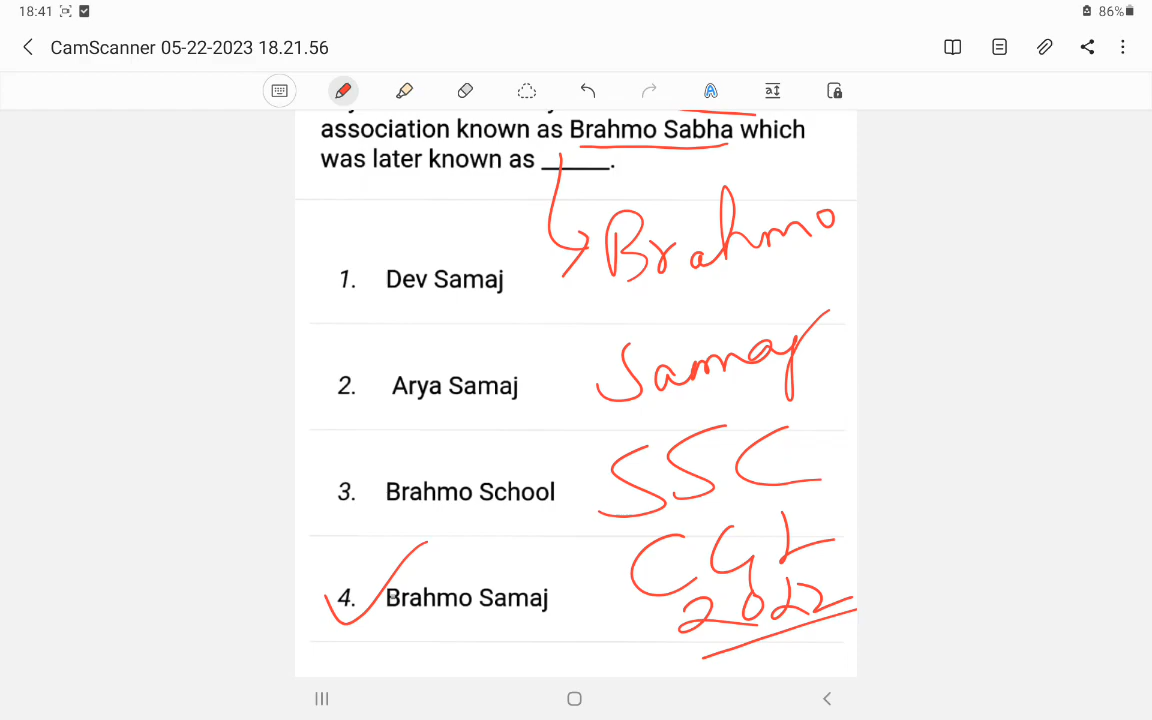 18:41
86%
CamScanner 05-22-2023 18.21.56
association known as Brahmo Sabha which
was later known as _____.
Brahmo
1. Dev Samaj
Samaj
2. Arya Samaj
SSC
3. Brahmo School
CGL
2022
4. Brahmo Samaj